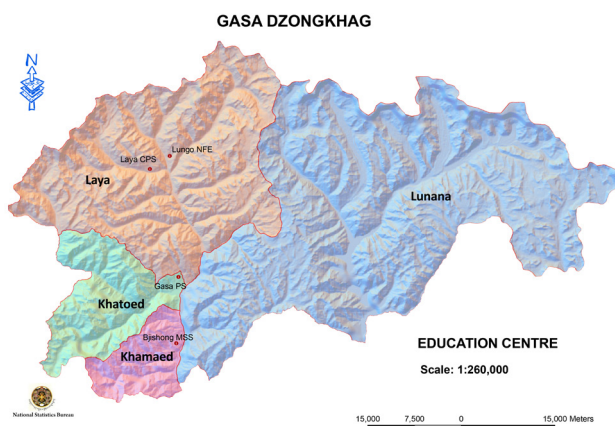 GASA DZONGKHAG
N
Lungo NFE
Laya CPS
Laya
Lunana
Gasa PS
Khatoed
Bjishong MSS
Khamaed
EDUCATION CENTRE
Scale: 1:260,000
National Statistics Bureau
15,000 7,500 0 15,000 Meters